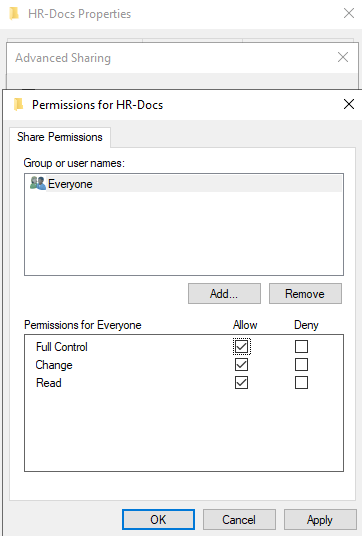 HR-Docs Properties
Advanced Sharing
Permissions for HR-Docs
Share Permissions
Group or user names:
Everyone
Add... Remove
Permissions for Everyone Allow Deny
Full Control
Change
Read
OK Cancel Apply